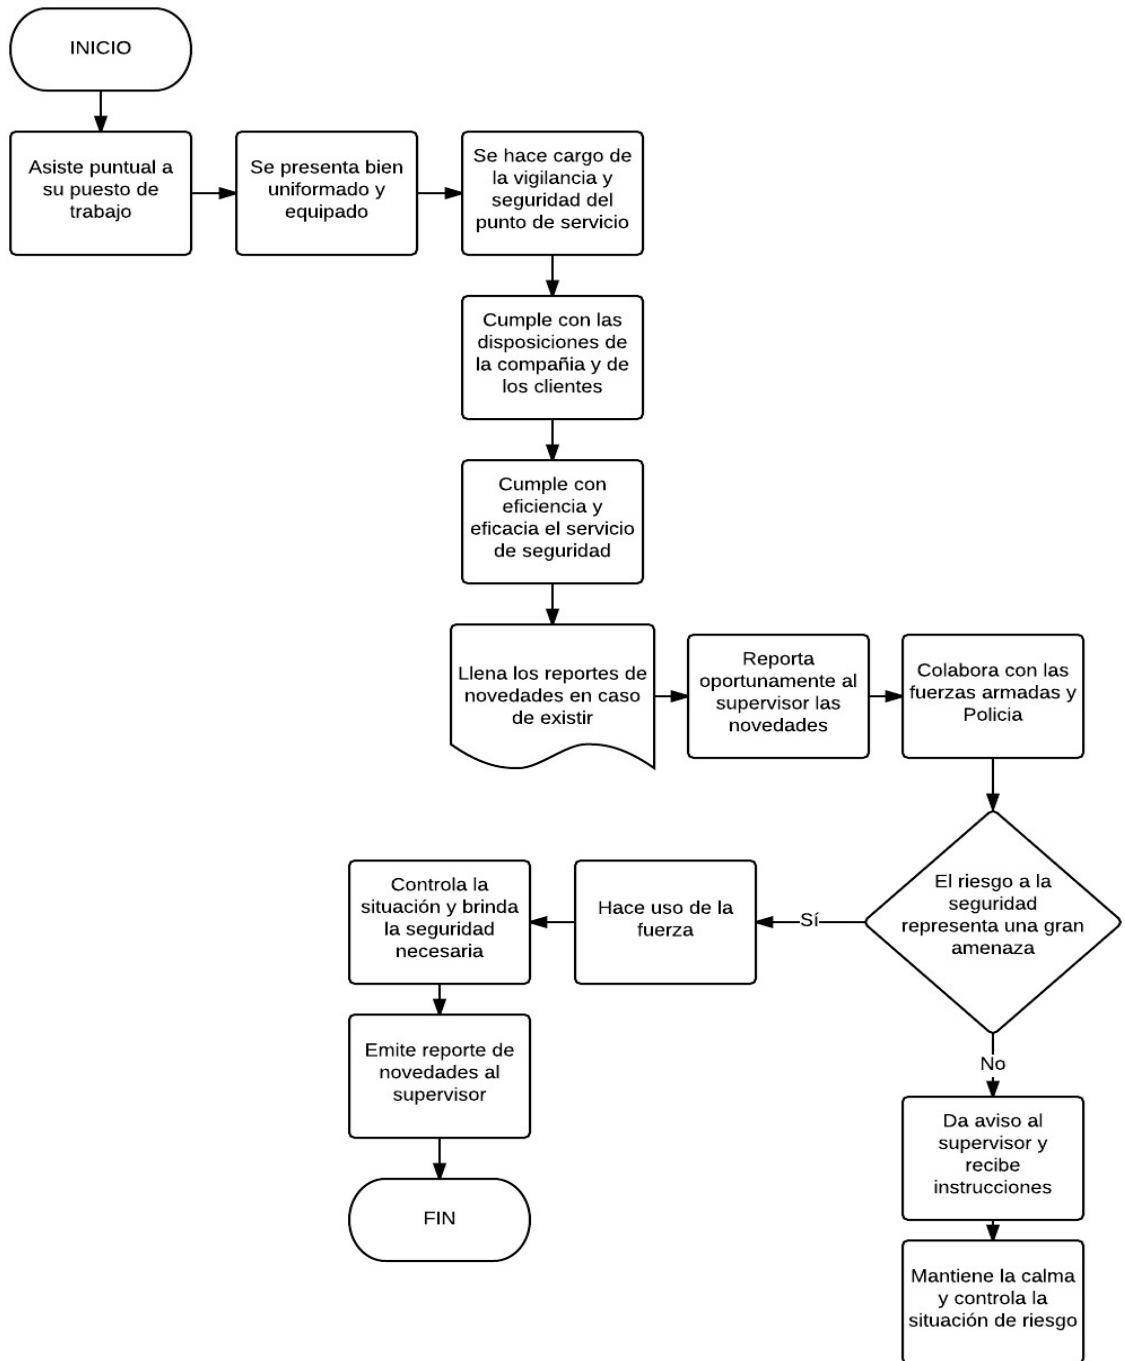 INICIO
Asiste puntual a
su puesto de
trabajo
Se presenta bien
uniformado y
equipado
Se hace cargo de
la vigilancia y
seguridad del
punto de servicio
Cumple con las
disposiciones de
la compañia y de
los clientes
Cumple con
eficiencia y
eficacia el servicio
de seguridad
Llena los reportes de
novedades en caso
de existir
Reporta
oportunamente al
supervisor las
novedades
Colabora con las
fuerzas armadas y
Policia
El riesgo a la
seguridad
representa una gran
amenaza
Sí
Hace uso de la
fuerza
Controla la
situación y brinda
la seguridad
necesaria
Emite reporte de
novedades al
supervisor
FIN
No
Da aviso al
supervisor y
recibe
instrucciones
Mantiene la calma
y controla la
situación de riesgo